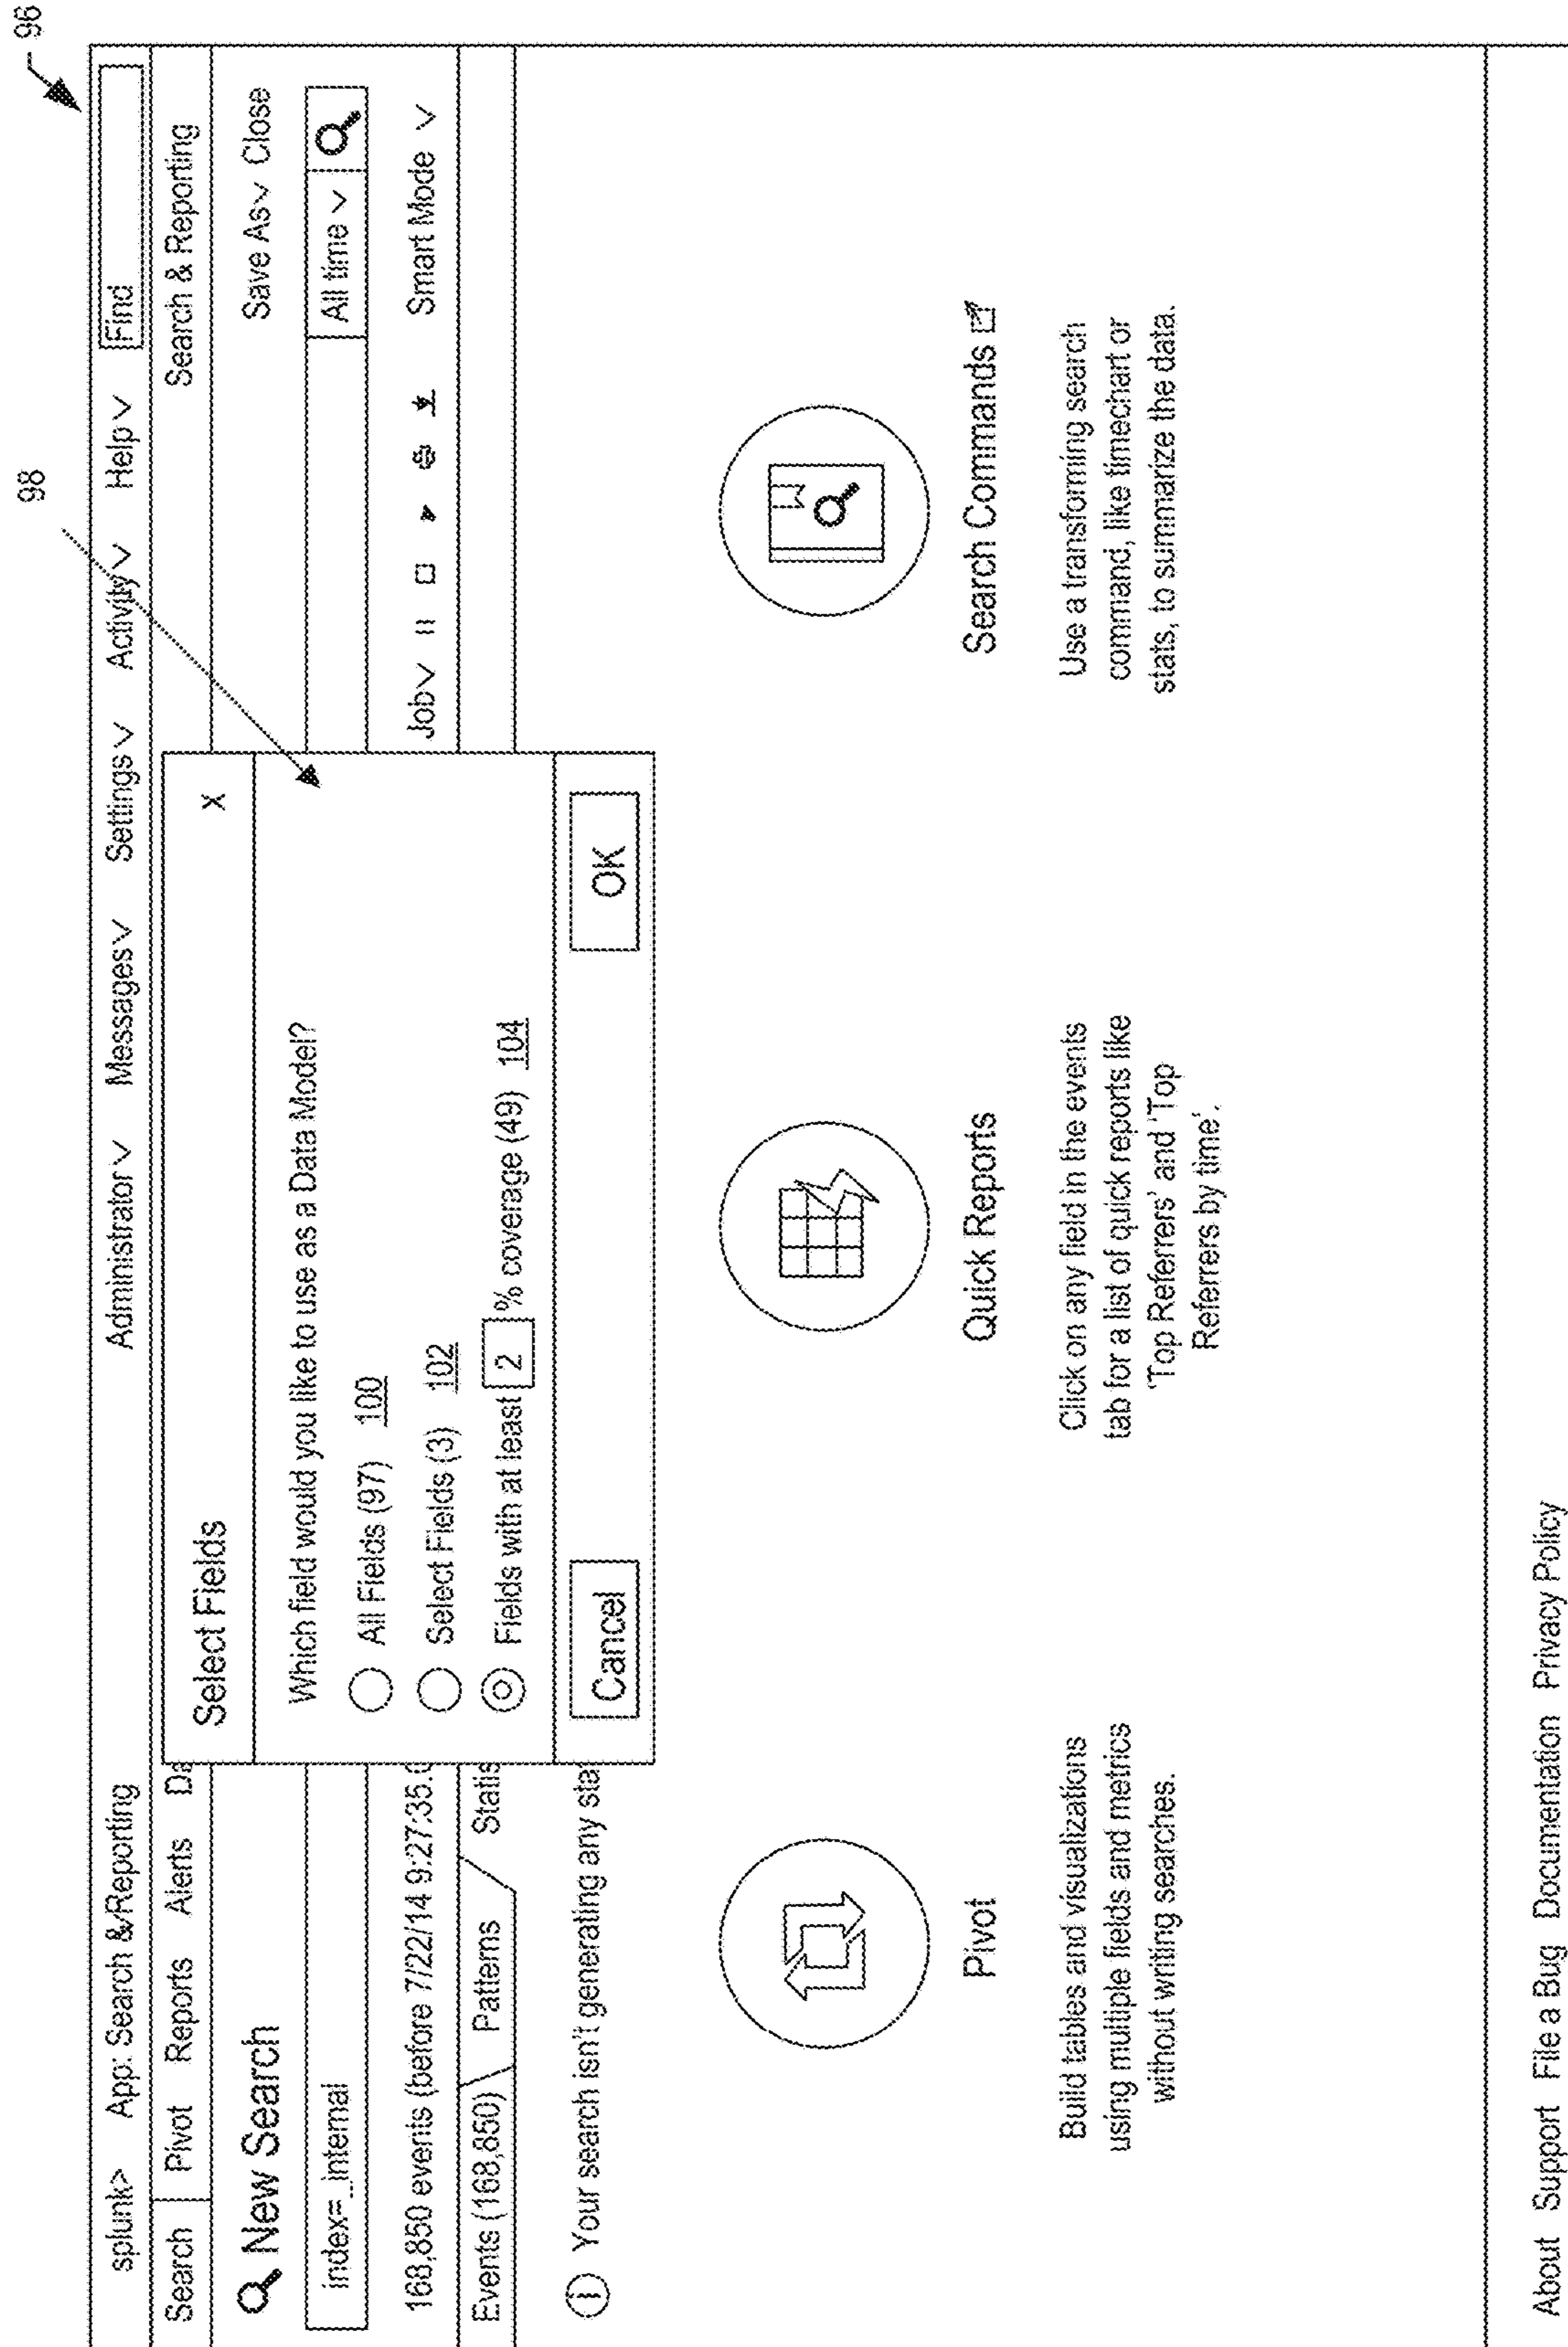 96
98
splunk> App: Search &Reporting Administrator Messages Settings Activity Help Find
Search Pivot Reports Alerts Da Search & Reporting
New Search Save As Close
index=_internal All time
168,850 events (before 7/22/14 9:27:35.0 Job Smart Mode
Events (168,850) Patterns Statis
Your search isn't generating any sta
Select Fields X
Which field would you like to use as a Data Model?
All Fields (97) 100
Select Fields (3) 102
Fields with at least 2 % coverage (49) 104
Cancel OK
Pivot
Build tables and visualizations
using multiple fields and metrics
without writing searches.
Quick Reports
Click on any field in the events
tab for a list of quick reports like
'Top Referrers' and 'Top
Referrers by time'.
Search Commands
Use a transforming search
command, like timechart or
stats, to summarize the data.
About Support File a Bug Documentation Privacy Policy